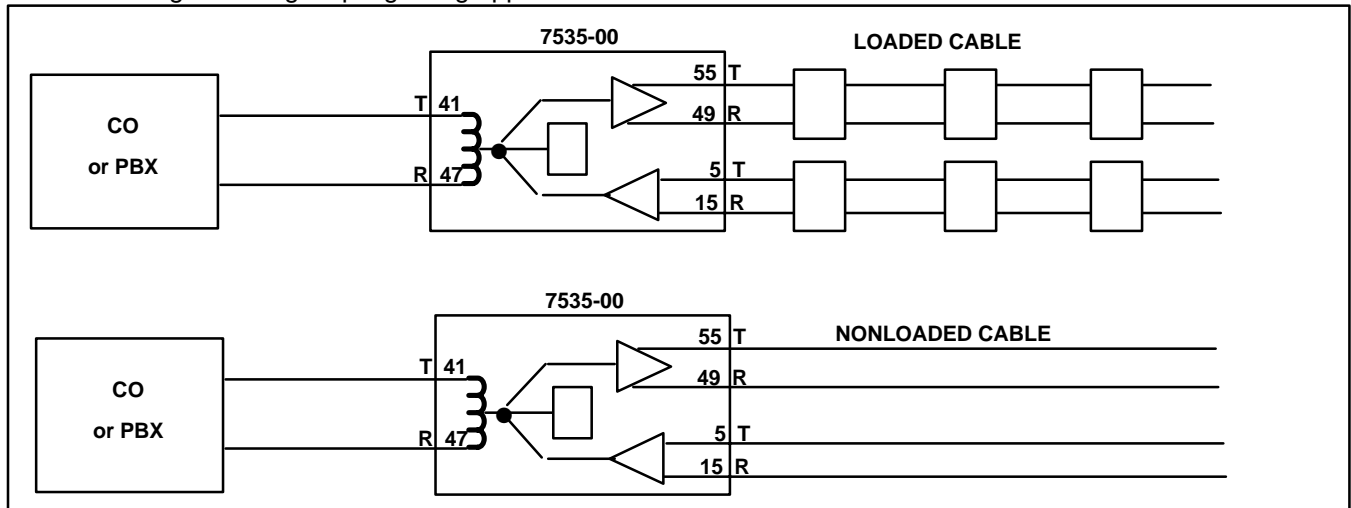 7535-00
LOADED CABLE
CO
or PBX
T 41
R 47
55 T
49 R
5 T
15 R
7535-00
NONLOADED CABLE
CO
or PBX
T 41
R 47
55 T
49 R
5 T
15 R